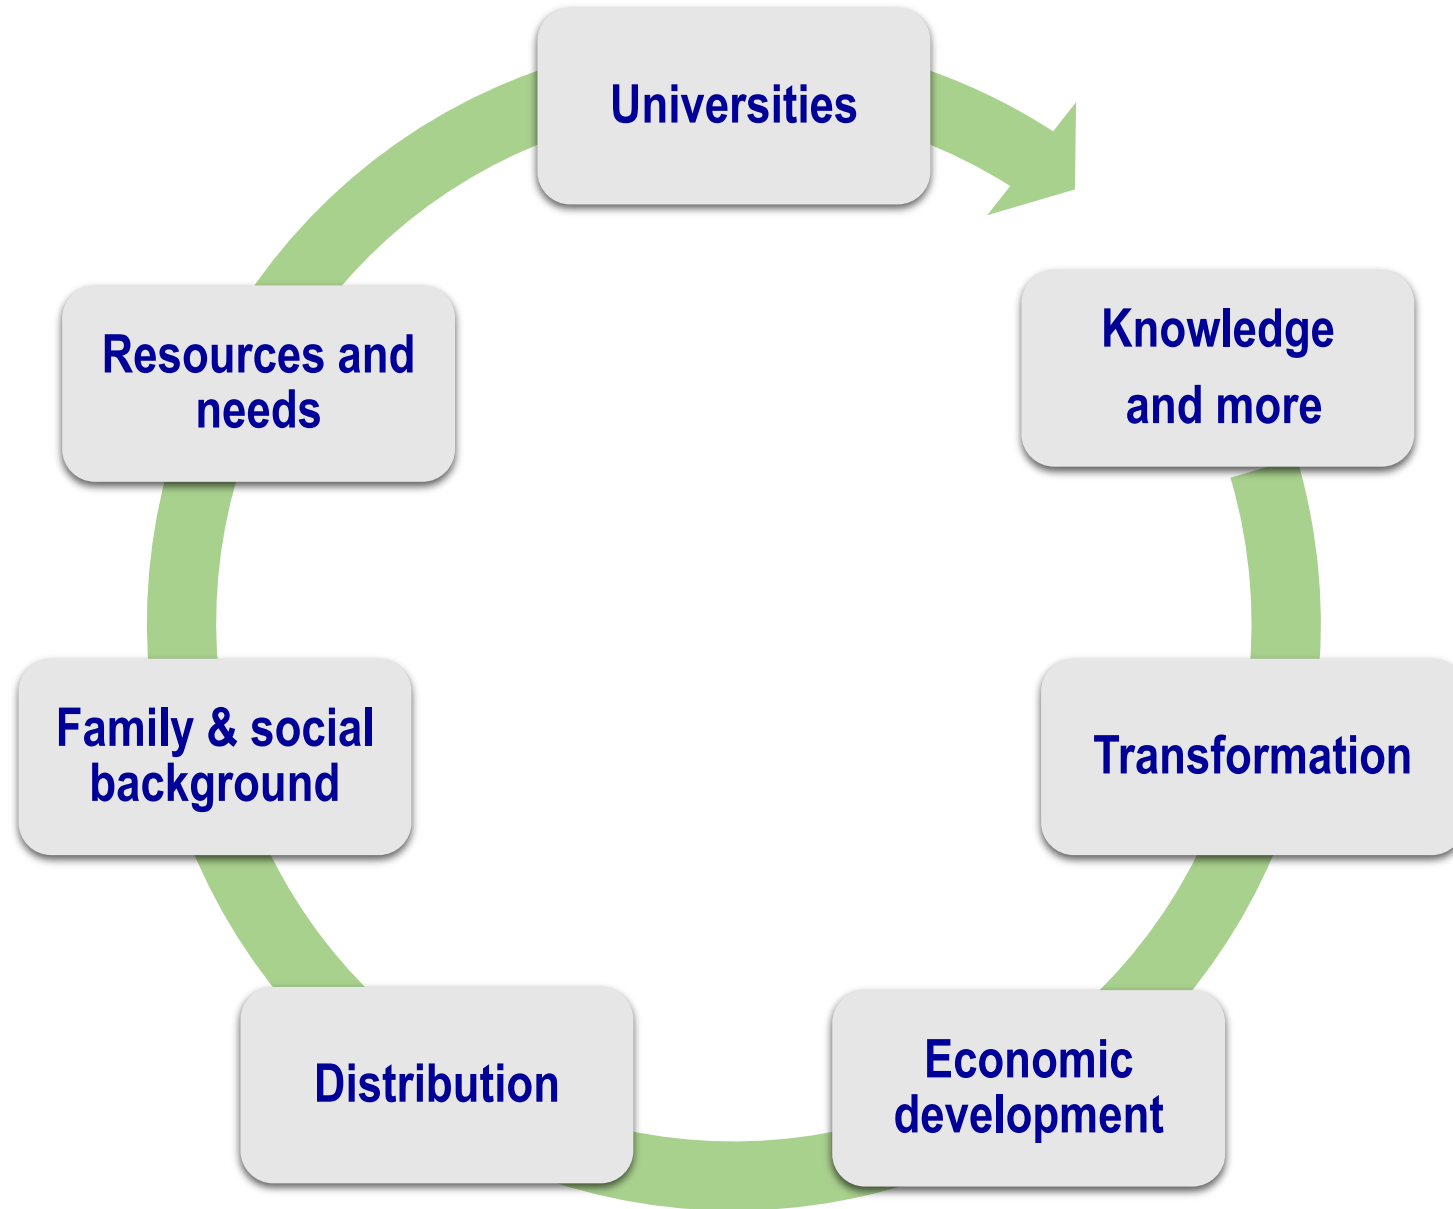 Universities
Knowledge
and more
Transformation
Economic
development
Distribution
Family & social
background
Resources and
needs